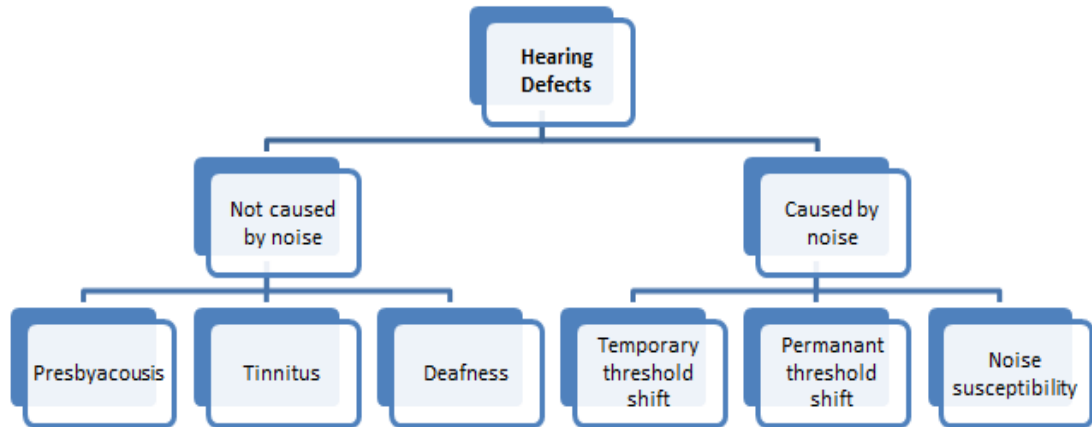 Hearing
Defects
Not caused
by noise
Caused by
noise
Presbyacousis
Tinnitus
Deafness
Temporary
threshold
shift
Permanant
threshold
shift
Noise
susceptibility